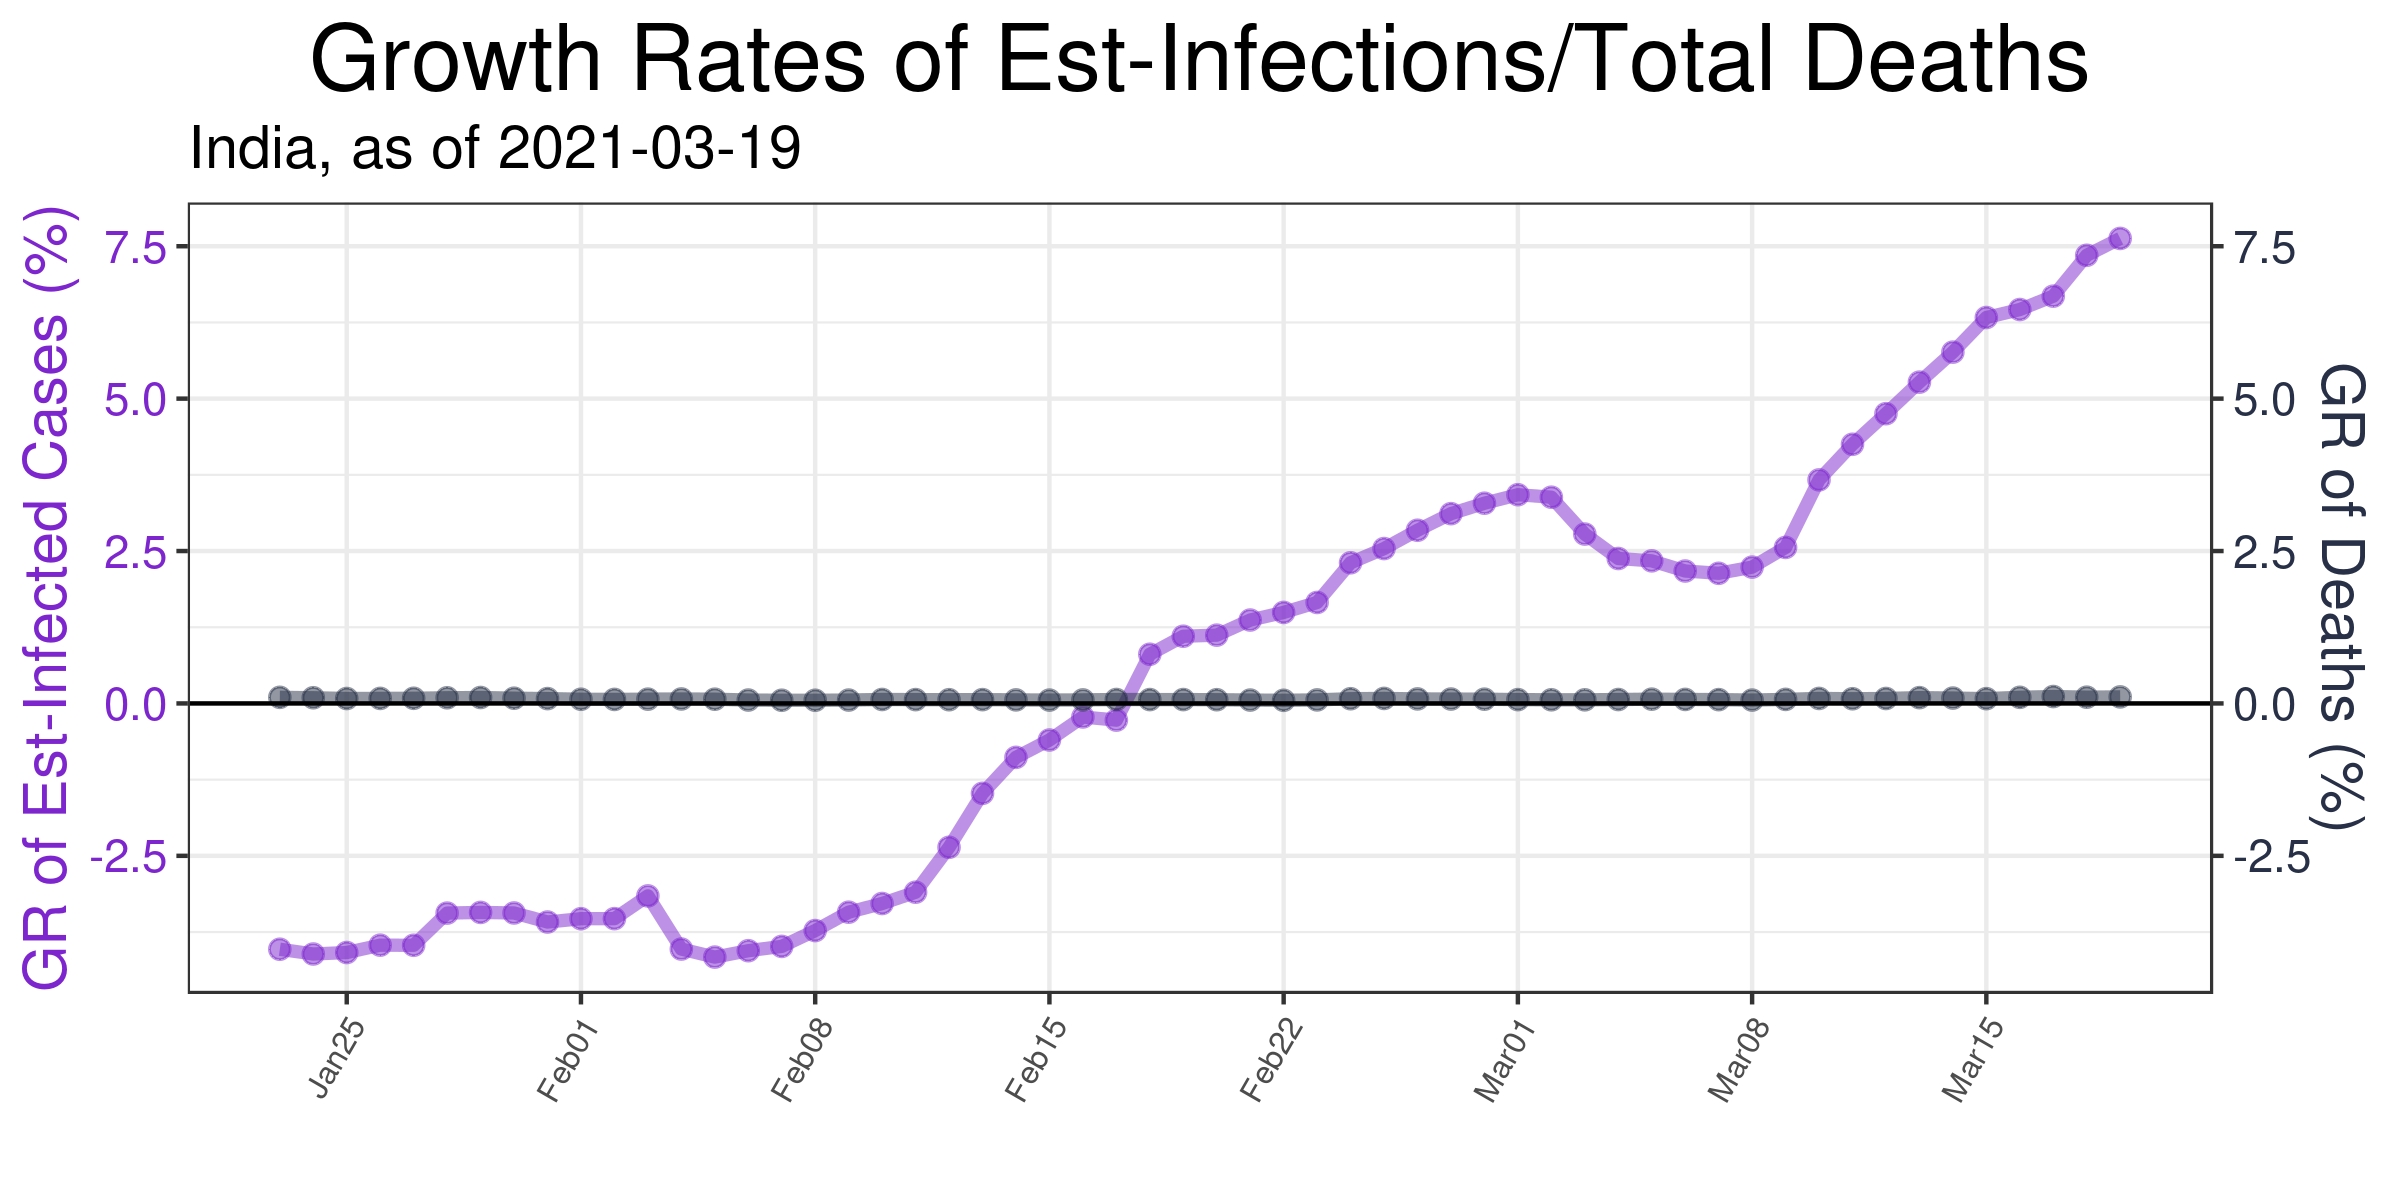 Growth Rates of Est-Infections/Total Deaths
India, as of 2021-03-19
GR of Est-Infected Cases (%)
7.5
5.0
2.5
0.0
-2.5
7.5
5.0
2.5
0.0
-2.5
GR of Deaths (%)
Jan25
Feb01
Feb08
Feb15
Feb22
Mar01
Mar08
Mar15